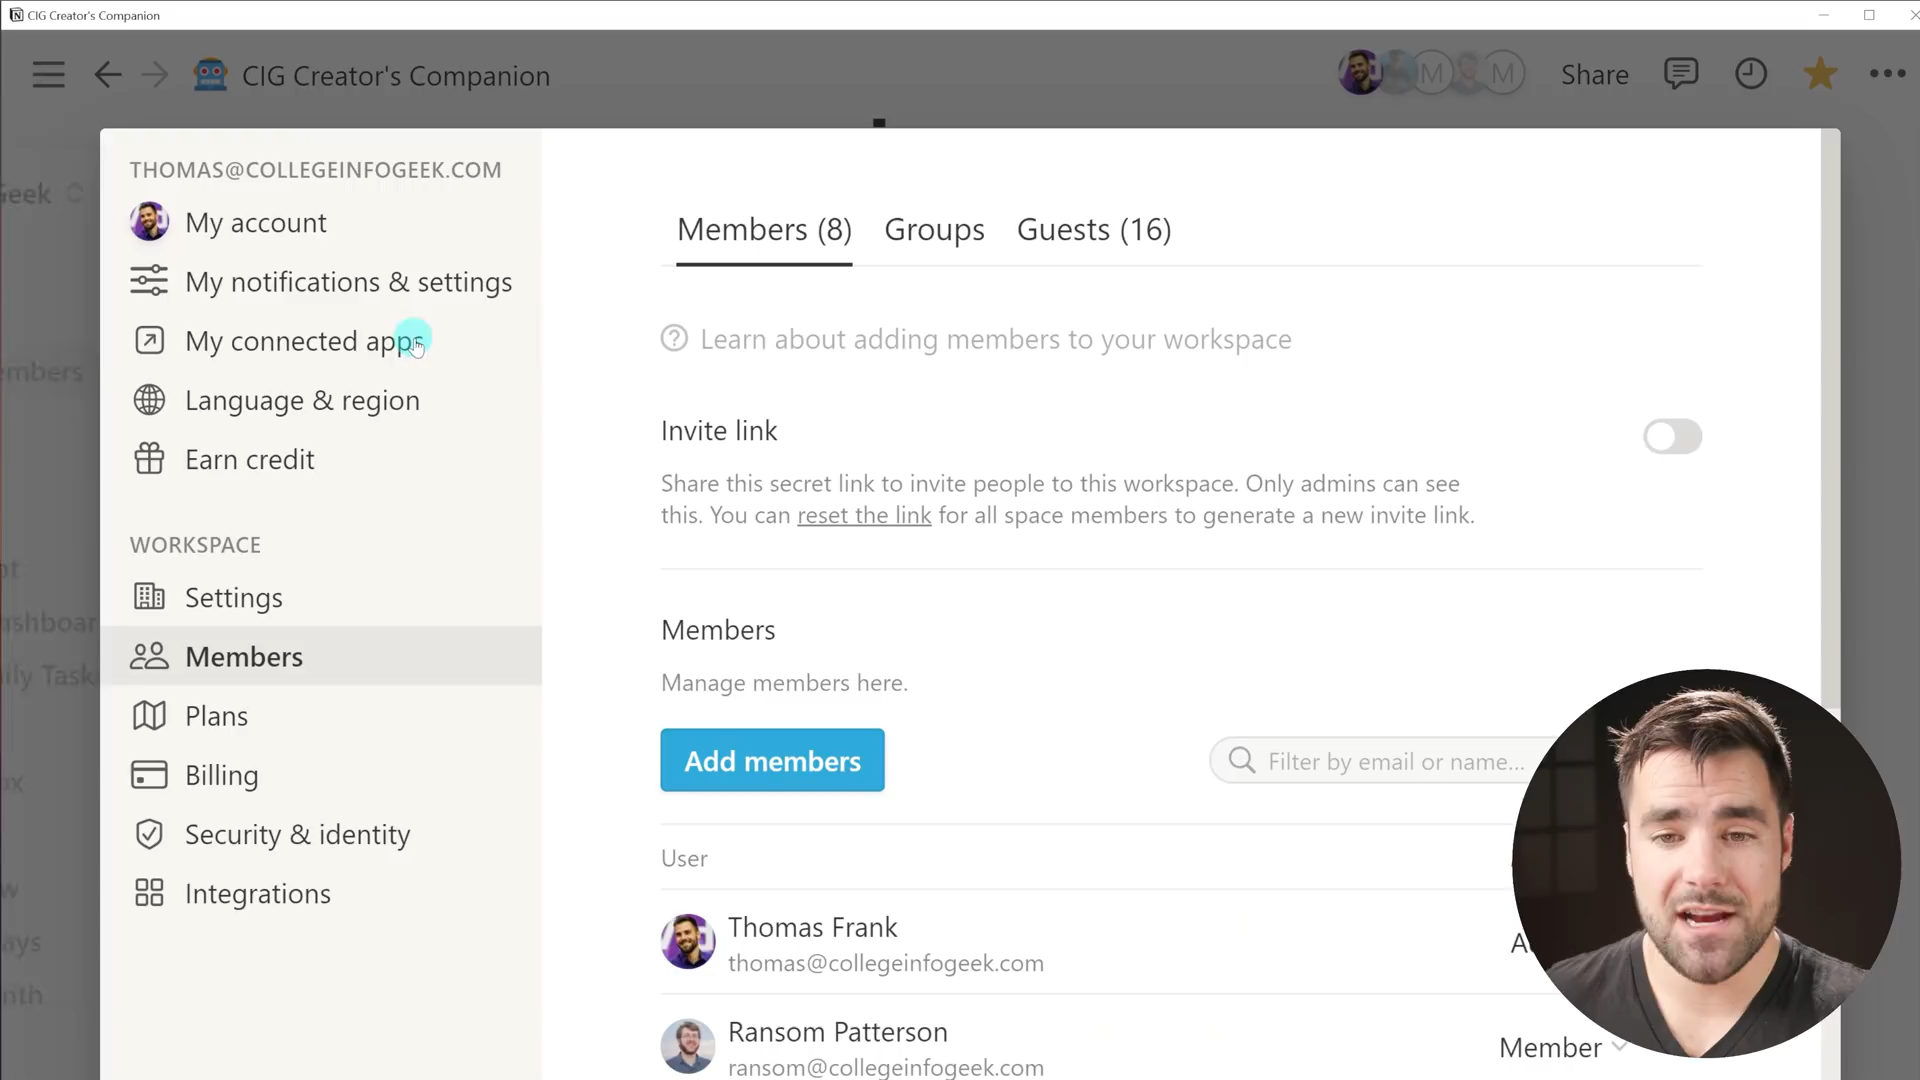 CIG Creator's Companion
CIG Creator's Companion
M
M
Share
THOMAS@COLLEGEINFOGEEK.COM
My account
My notifications & settings
My connected apps
Language & region
Earn credit
WORKSPACE
Settings
Members
Plans
Billing
Security & identity
Integrations
Members (8)
Groups
Guests (16)
Learn about adding members to your workspace
Invite link
Share this secret link to invite people to this workspace. Only admins can see
this. You can reset the link for all space members to generate a new invite link.
Members
Manage members here.
Add members
Filter by email or name...
User
Thomas Frank
thomas@collegeinfogeek.com
Ransom Patterson
ransom@collegeinfogeek.com
Member